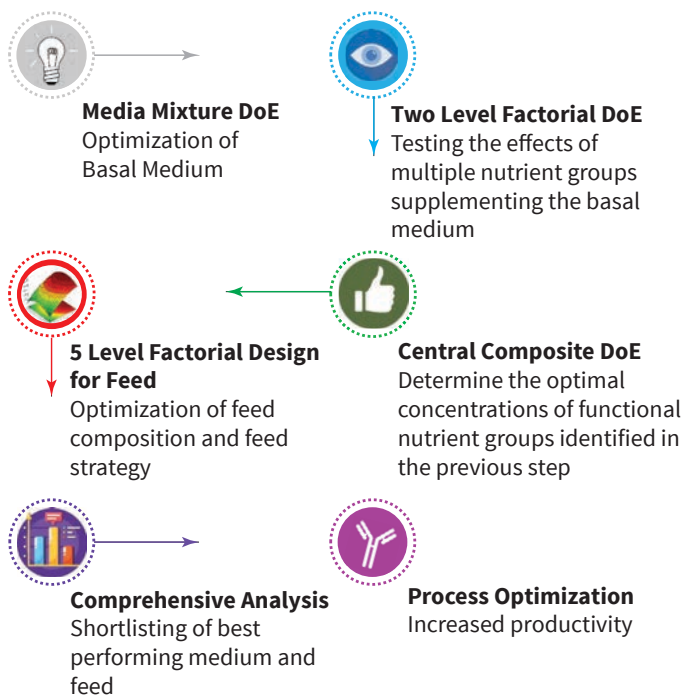 Media Mixture DoE
Optimization of
Basal Medium
Two Level Factorial DoE
Testing the effects of
multiple nutrient groups
supplementing the basal
medium
Central Composite DoE
Determine the optimal
concentrations of functional
nutrient groups identified in
the previous step
5 Level Factorial Design
for Feed
Optimization of feed
composition and feed
strategy
Comprehensive Analysis
Shortlisting of best
performing medium and
feed
Process Optimization
Increased productivity